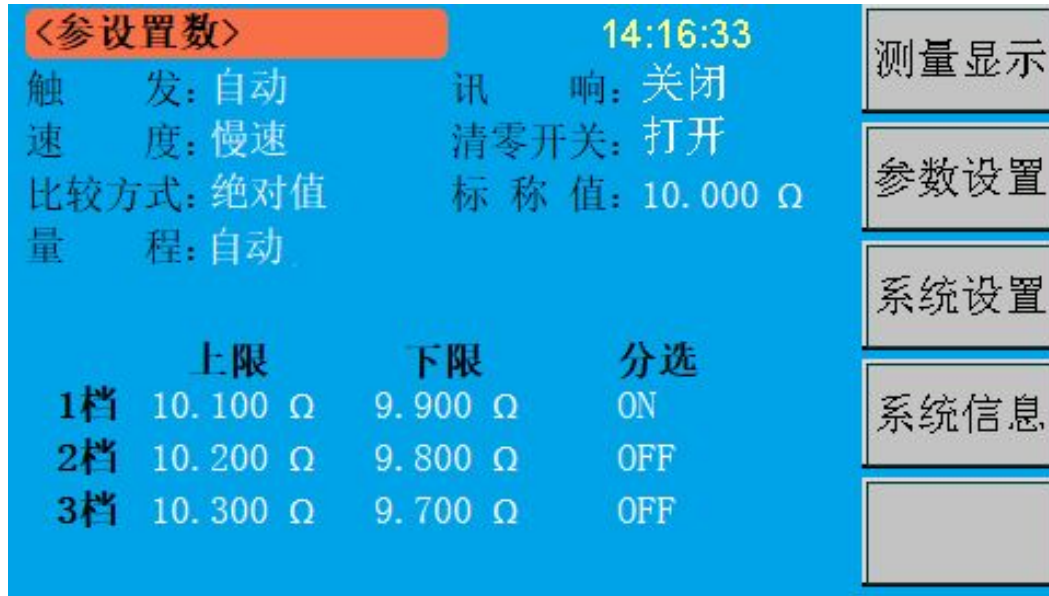 <参设置数>
14:16:33
触 发: 自动
讯 响: 关闭
速 度: 慢速
清零开关: 打开
比较方式: 绝对值
标 称 值: 10.000 Ω
量 程: 自动
上限 下限 分选
1档 10.100 Ω 9.900 Ω ON
2档 10.200 Ω 9.800 Ω OFF
3档 10.300 Ω 9.700 Ω OFF
测量显示
参数设置
系统设置
系统信息